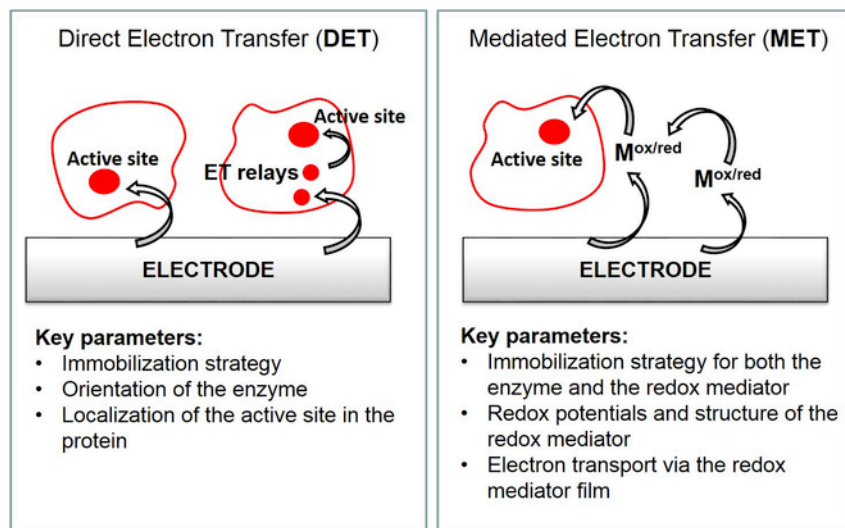 Direct Electron Transfer (DET)
Active site
Active site
ET relays
ELECTRODE
Key parameters:
• Immobilization strategy
• Orientation of the enzyme
• Localization of the active site in the
protein
Mediated Electron Transfer (MET)
Active site
M^ox/red
M^ox/red
ELECTRODE
Key parameters:
• Immobilization strategy for both the
enzyme and the redox mediator
• Redox potentials and structure of the
redox mediator
• Electron transport via the redox
mediator film